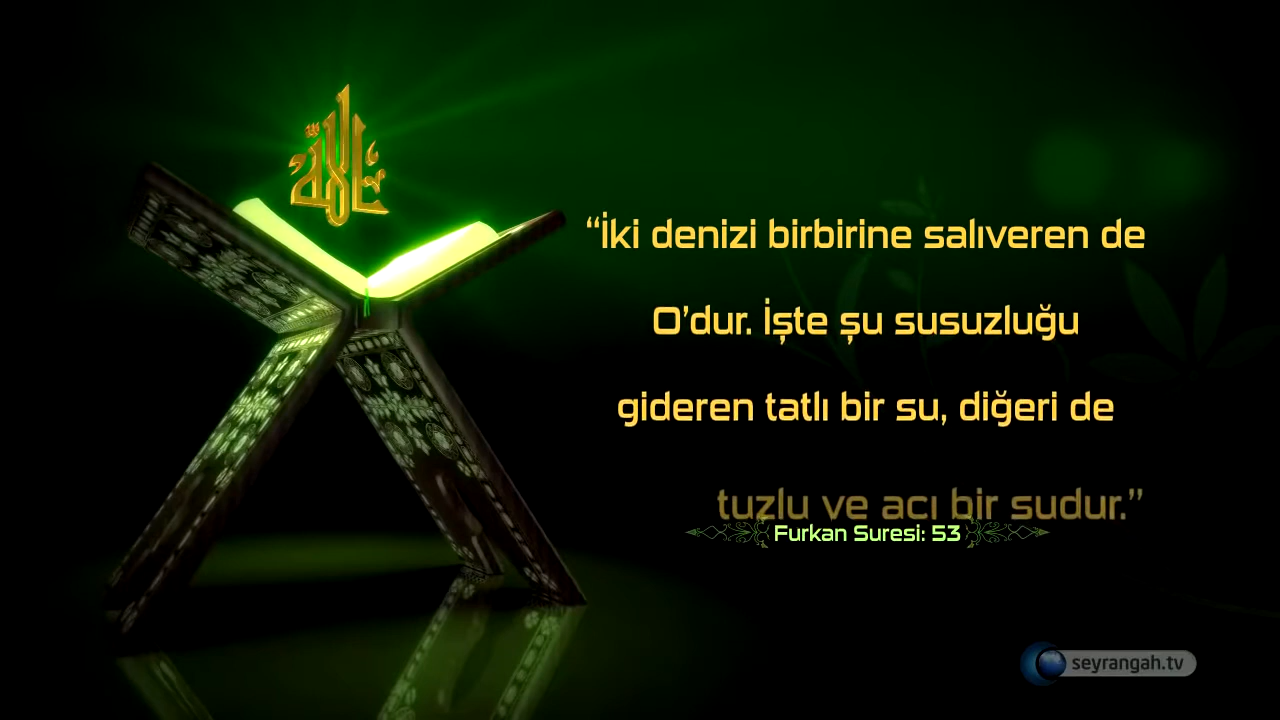 الله
“İki denizi birbirine salıveren de
O’dur. İşte şu susuzluğu
gideren tatlı bir su, diğeri de
tuzlu ve acı bir sudur.”
Furkan Suresi: 53
seyrangah.tv